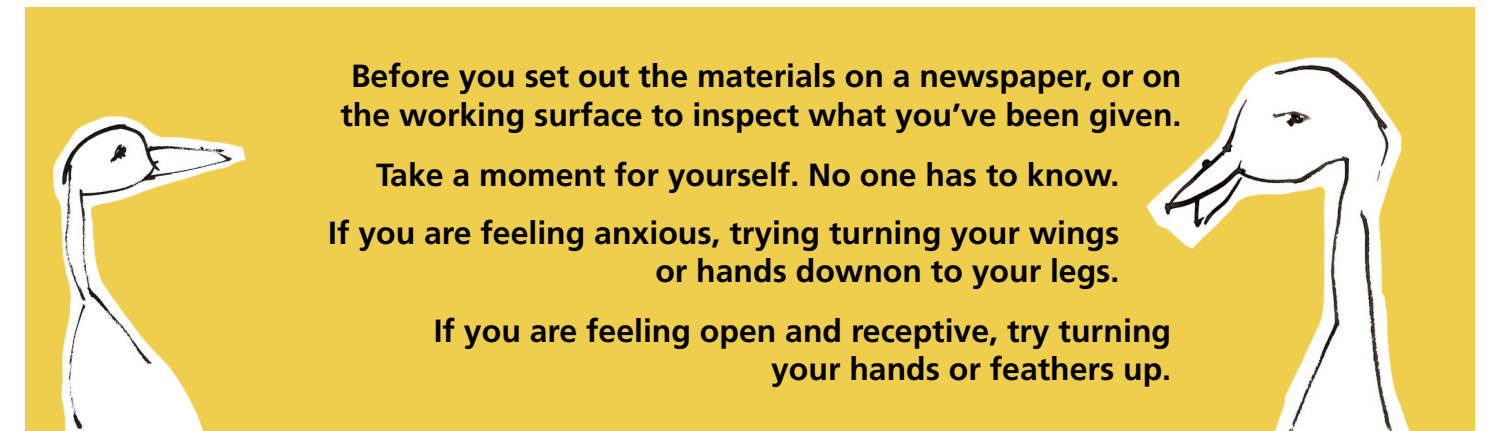 Before you set out the materials on a newspaper, or on
the working surface to inspect what you’ve been given.
Take a moment for yourself. No one has to know.
If you are feeling anxious, trying turning your wings
or hands downon to your legs.
If you are feeling open and receptive, try turning
your hands or feathers up.